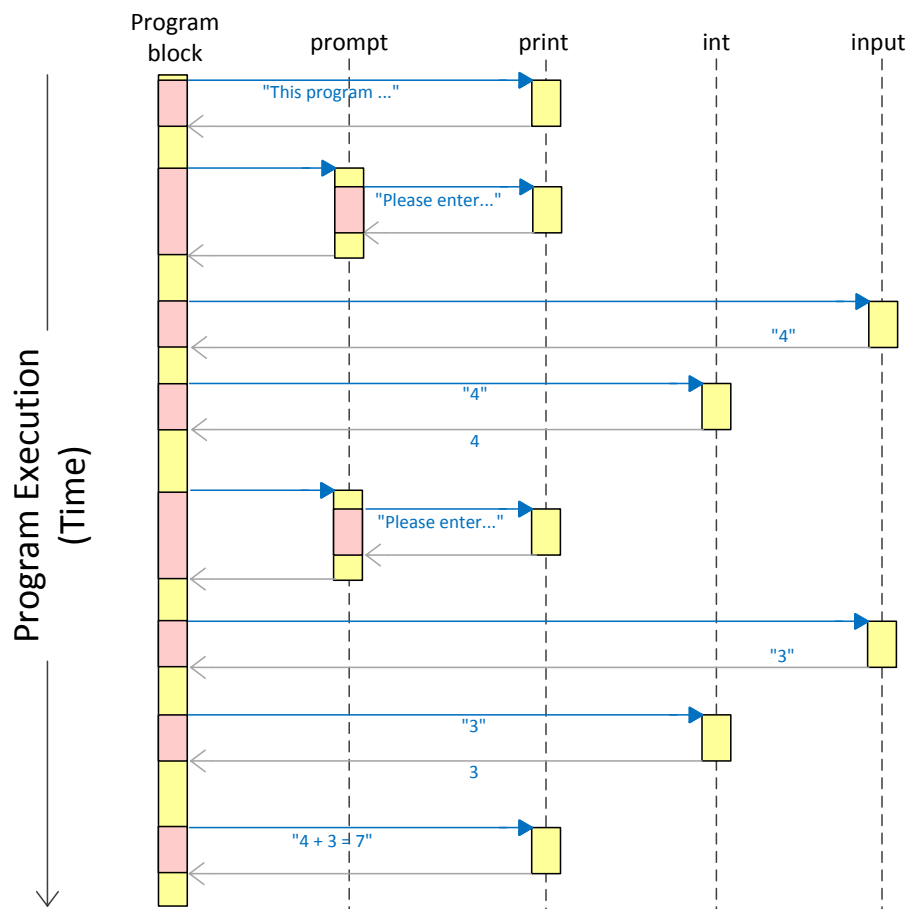 Program
block
prompt
print
int
input
"This program ..."
"Please enter..."
"4"
"4"
4
"Please enter..."
"3"
"3"
3
"4 + 3 = 7"
Program Execution
(Time)